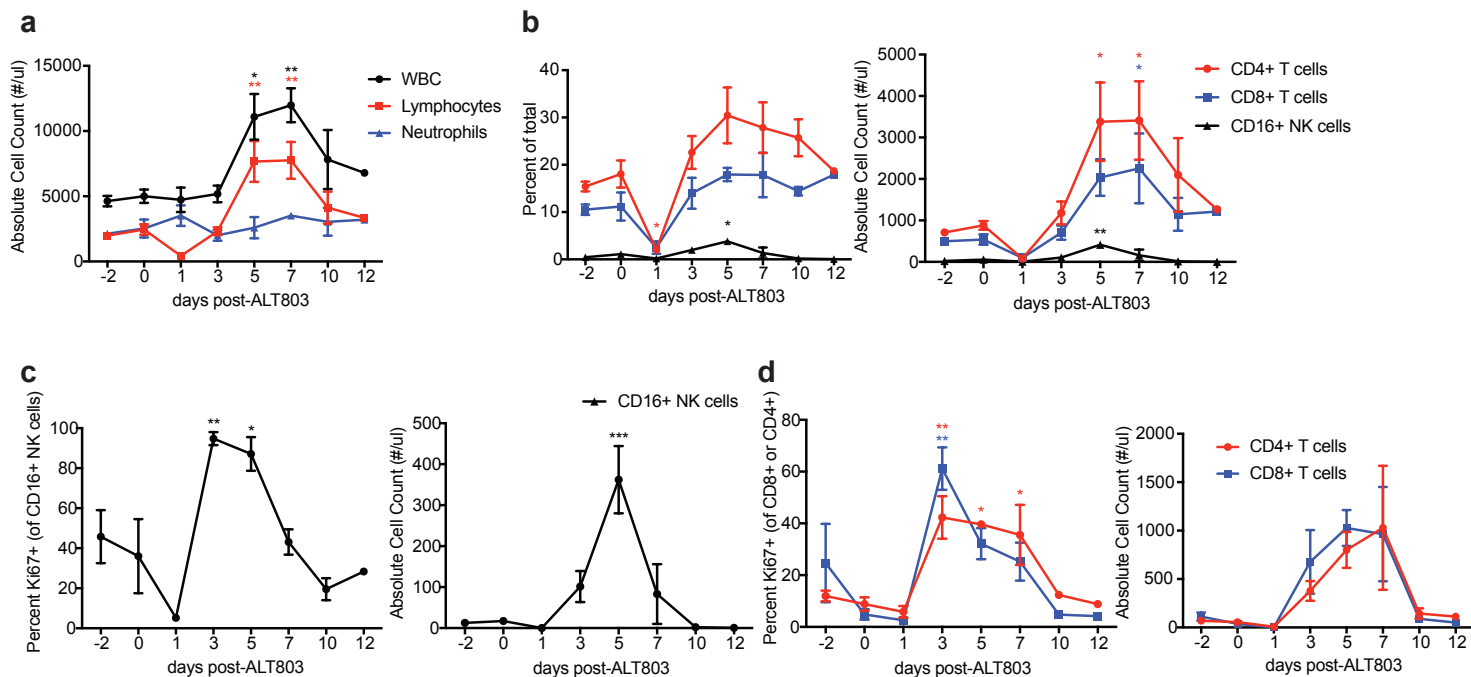 a
Absolute Cell Count (#/ul)
15000
10000
5000
0
-2 0 1 3 5 7 10 12
days post-ALT803
* **
** **
WBC
Lymphocytes
Neutrophils
b
Percent of total
40
30
20
10
0
-2 0 1 3 5 7 10 12
days post-ALT803
*
*
Absolute Cell Count (#/ul)
5000
4000
3000
2000
1000
0
-2 0 1 3 5 7 10 12
days post-ALT803
* *
*
**
CD4+ T cells
CD8+ T cells
CD16+ NK cells
c
Percent Ki67+ (of CD16+ NK cells)
100
80
60
40
20
0
-2 0 1 3 5 7 10 12
days post-ALT803
** *
Absolute Cell Count (#/ul)
500
400
300
200
100
0
-2 0 1 3 5 7 10 12
days post-ALT803
***
CD16+ NK cells
d
Percent Ki67+ (of CD8+ or CD4+)
80
60
40
20
0
-2 0 1 3 5 7 10 12
days post-ALT803
**
**
* *
Absolute Cell Count (#/ul)
2000
1500
1000
500
0
-2 0 1 3 5 7 10 12
days post-ALT803
CD4+ T cells
CD8+ T cells